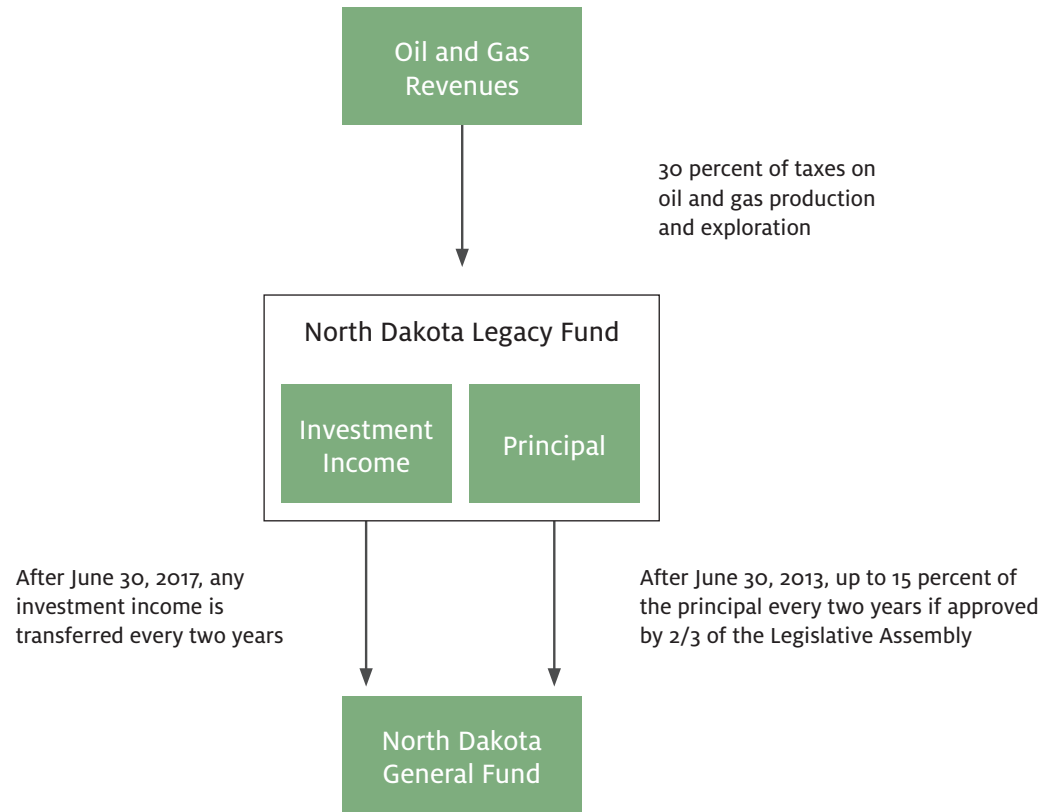 Oil and Gas
Revenues
30 percent of taxes on
oil and gas production
and exploration
North Dakota Legacy Fund
Investment
Income
Principal
After June 30, 2017, any
investment income is
transferred every two years
After June 30, 2013, up to 15 percent of
the principal every two years if approved
by 2/3 of the Legislative Assembly
North Dakota
General Fund